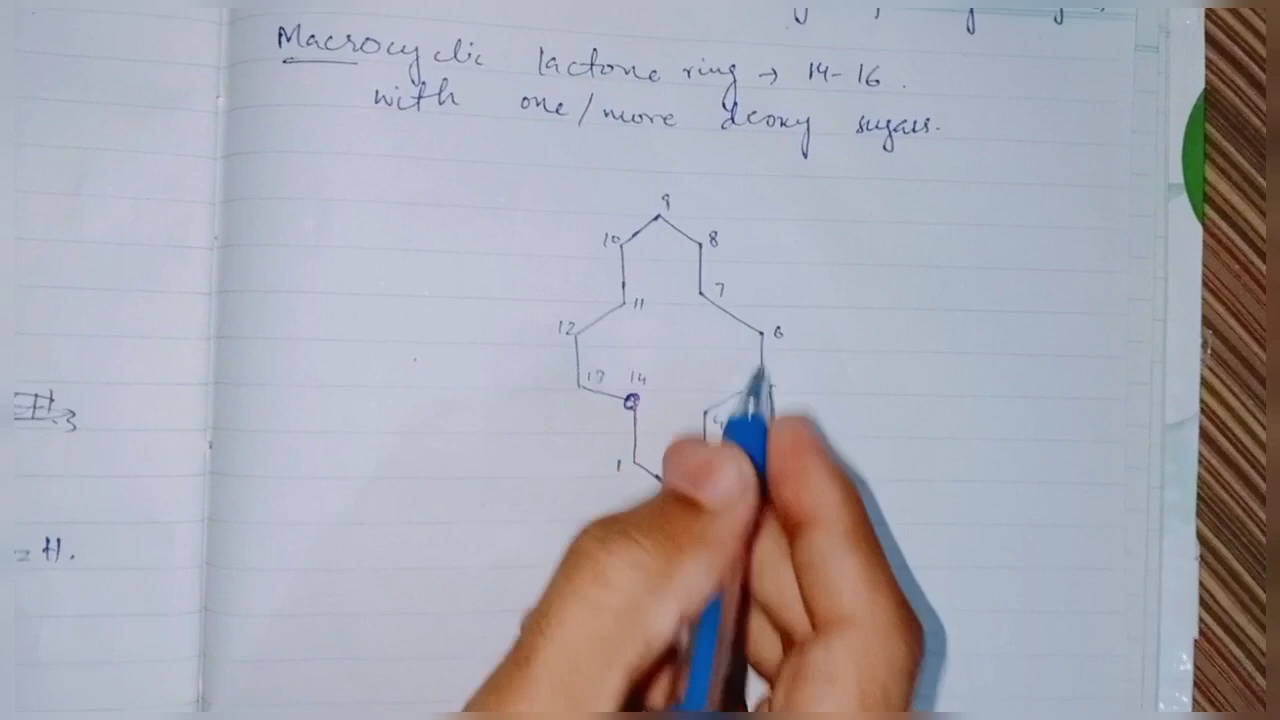 Macrocyclic lactone ring → 14-16.
with one/more deoxy sugars.
9
10 8
11 7
12 6
13 14
4
1
= H.